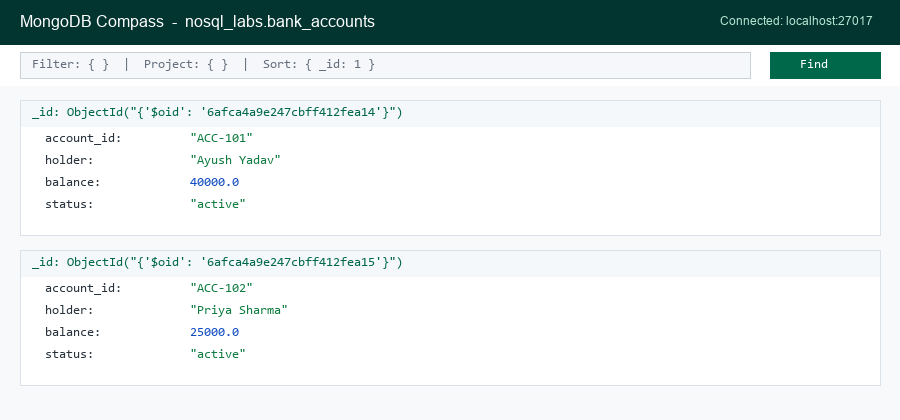 MongoDB Compass - nosql_labs.bank_accounts
Connected: localhost:27017
Filter: { } | Project: { } | Sort: { _id: 1 }
Find
_id: ObjectId("{'$oid': '6afca4a9e247cbff412fea14'}")
account_id: "ACC-101"
holder: "Ayush Yadav"
balance: 40000.0
status: "active"
_id: ObjectId("{'$oid': '6afca4a9e247cbff412fea15'}")
account_id: "ACC-102"
holder: "Priya Sharma"
balance: 25000.0
status: "active"